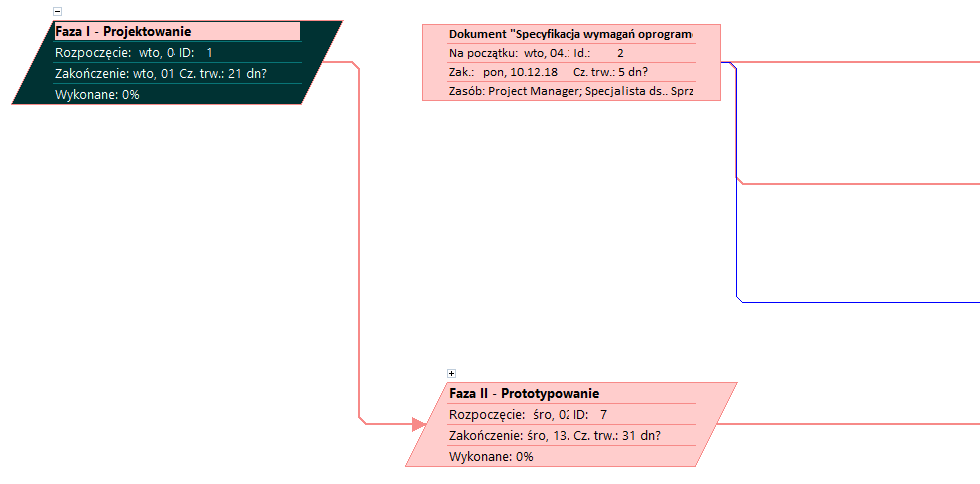 Faza I - Projektowanie
Rozpoczęcie: wto, 0 ID: 1
Zakończenie: wto, 01 Cz. trw.: 21 dn?
Wykonane: 0%
Dokument "Specyfikacja wymagań oprogram
Na początku: wto, 04. Id.: 2
Zak.: pon, 10.12.18 Cz. trw.: 5 dn?
Zasób: Project Manager; Specjalista ds.. Sprz
Faza II - Prototypowanie
Rozpoczęcie: śro, 02 ID: 7
Zakończenie: śro, 13. Cz. trw.: 31 dn?
Wykonane: 0%